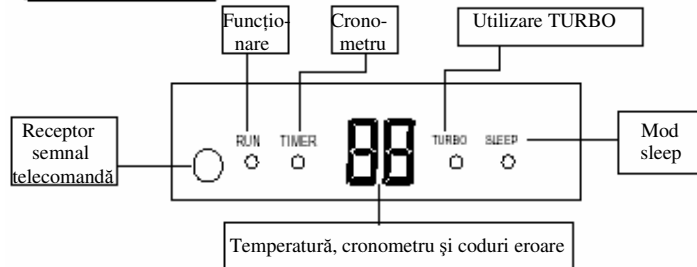 Funcțio-
nare
Crono-
metru
Utilizare TURBO
Receptor
semnal
telecomandă
RUN
TIMER
88
TURBO
SLEEP
Mod
sleep
Temperatură, cronometru și coduri eroare